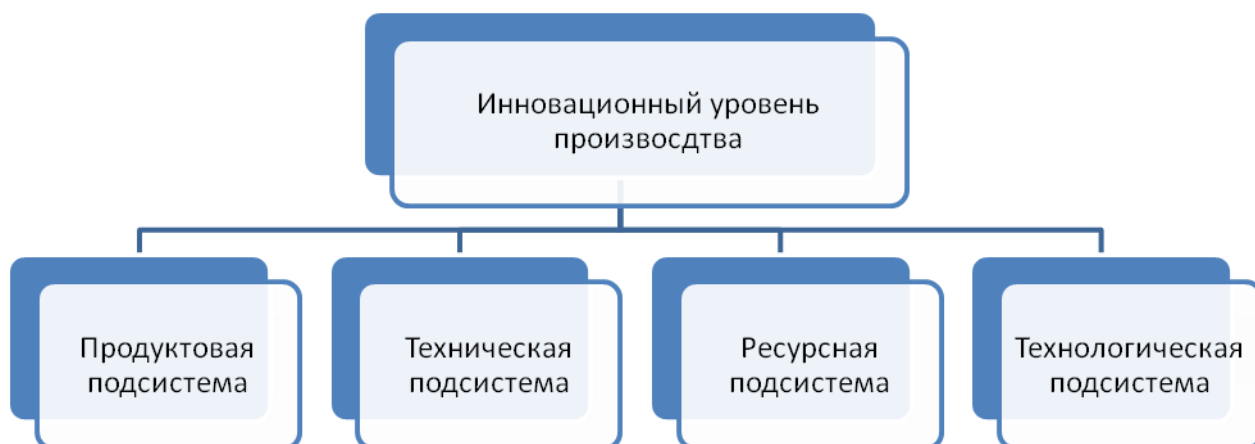 Инновационный уровень
произвосдтва
Продуктовая
подсистема
Техническая
подсистема
Ресурсная
подсистема
Технологическая
подсистема